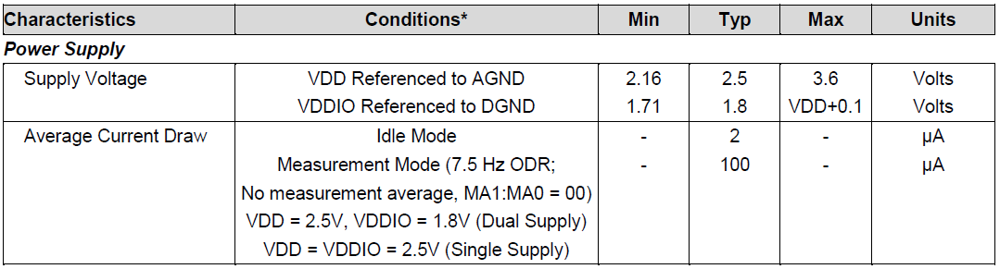 Characteristics Conditions* Min Typ Max Units
Power Supply
Supply Voltage VDD Referenced to AGND 2.16 2.5 3.6 Volts
VDDIO Referenced to DGND 1.71 1.8 VDD+0.1 Volts
Average Current Draw Idle Mode - 2 - µA
Measurement Mode (7.5 Hz ODR; - 100 - µA
No measurement average, MA1:MA0 = 00)
VDD = 2.5V, VDDIO = 1.8V (Dual Supply)
VDD = VDDIO = 2.5V (Single Supply)